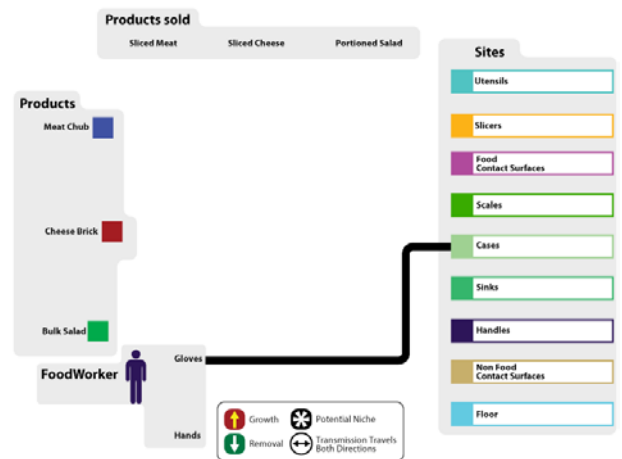 Products sold
Sliced Meat
Sliced Cheese
Portioned Salad
Sites
Utensils
Slicers
Food
Contact Surfaces
Scales
Cases
Sinks
Handles
Non Food
Contact Surfaces
Floor
Products
Meat Chub
Cheese Brick
Bulk Salad
FoodWorker
Gloves
Hands
Growth
Potential Niche
Removal
Transmission Travels
Both Directions